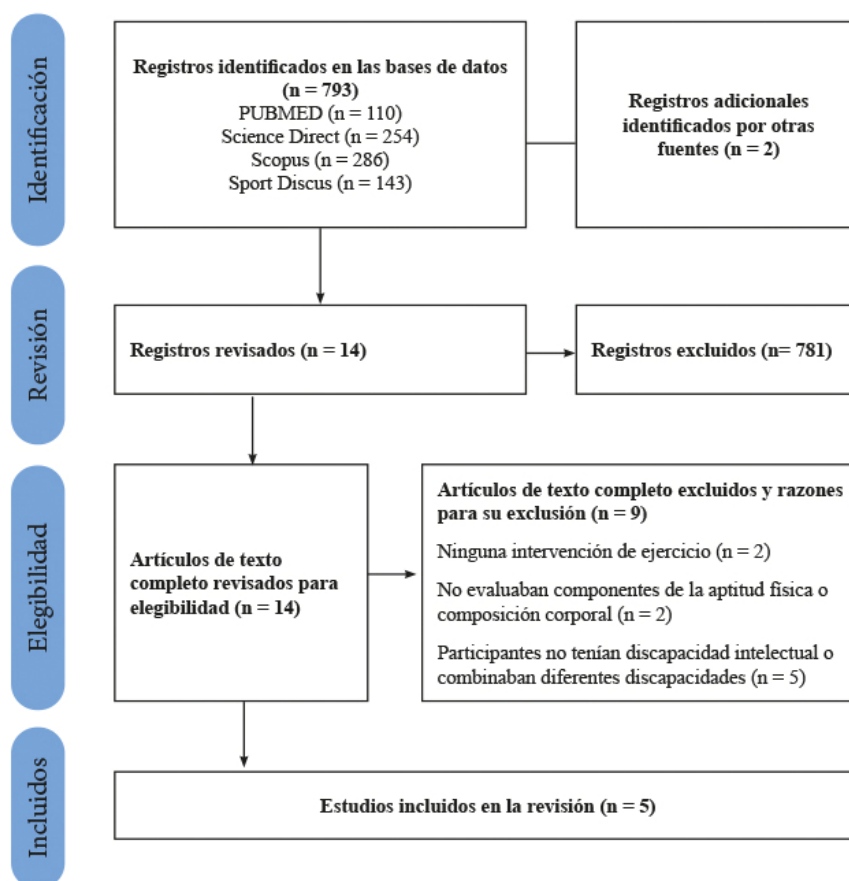 Identificación
Registros identificados en las bases de datos
(n = 793)
PUBMED (n = 110)
Science Direct (n = 254)
Scopus (n = 286)
Sport Discus (n = 143)
Registros adicionales
identificados por otras
fuentes (n = 2)
Revisión
Registros revisados (n = 14)
Registros excluidos (n= 781)
Elegibilidad
Artículos de texto
completo revisados para
elegibilidad (n = 14)
Artículos de texto completo excluidos y razones
para su exclusión (n = 9)
Ninguna intervención de ejercicio (n = 2)
No evaluaban componentes de la aptitud física o
composición corporal (n = 2)
Participantes no tenían discapacidad intelectual o
combinaban diferentes discapacidades (n = 5)
Incluidos
Estudios incluidos en la revisión (n = 5)